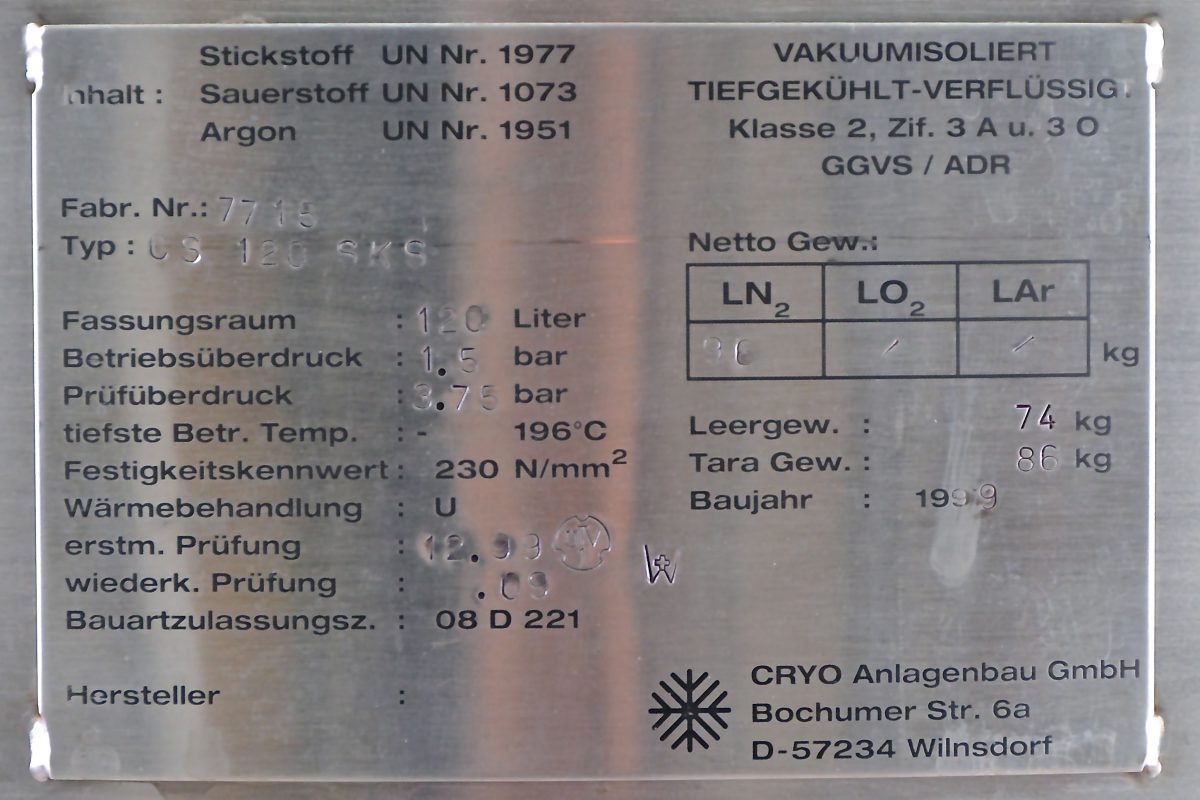 Inhalt :
Stickstoff UN Nr. 1977
Sauerstoff UN Nr. 1073
Argon UN Nr. 1951
VAKUUMISOLIERT
TIEFGEKÜHLT-VERFLÜSSIGT
Klasse 2, Zif. 3 A u. 3 O
GGVS / ADR
Fabr. Nr.: 7715
Typ : CS 120 SKS
Fassungsraum : 120 Liter
Betriebsüberdruck : 1.5 bar
Prüfüberdruck : 3.75 bar
tiefste Betr. Temp. : - 196°C
Festigkeitskennwert : 230 N/mm²
Wärmebehandlung : U
erstm. Prüfung : 12.99 TÜV W
wiederk. Prüfung : .09
Bauartzulassungsz. : 08 D 221
Hersteller :
Netto Gew.:
LN₂ LO₂ LAr
96 / / kg
Leergew. : 74 kg
Tara Gew. : 86 kg
Baujahr : 1999
CRYO Anlagenbau GmbH
Bochumer Str. 6a
D-57234 Wilnsdorf